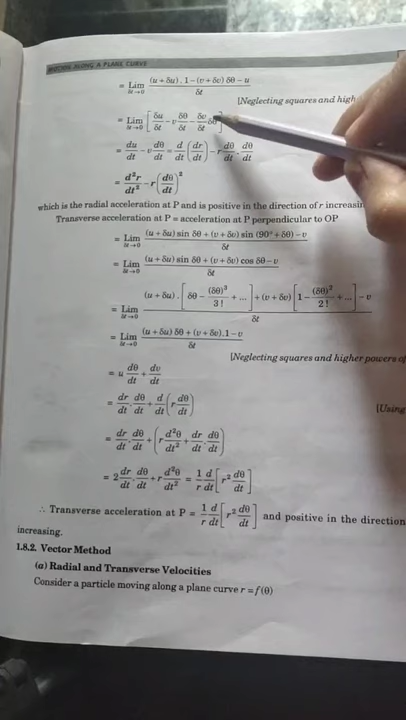 MOTION ALONG A PLANE CURVE
= Lim_{δt→0} ((u + δu) . 1 – (v + δv) δθ – u) / δt
[Neglecting squares and high
= Lim_{δt→0} [δu/δt – v δθ/δt – δv/δt δθ]
= du/dt – v dθ/dt = d/dt (dr/dt) – r dθ/dt . dθ/dt
= d²r/dt² – r (dθ/dt)²
which is the radial acceleration at P and is positive in the direction of r increasin
Transverse acceleration at P = acceleration at P perpendicular to OP
= Lim_{δt→0} ((u + δu) sin δθ + (v + δv) sin (90° + δθ) – v) / δt
= Lim_{δt→0} ((u + δu) sin δθ + (v + δv) cos δθ – v) / δt
= Lim_{δt→0} ((u + δu) . [δθ – (δθ)³/3! + ...] + (v + δv) [1 – (δθ)²/2! + ...] – v) / δt
= Lim_{δt→0} ((u + δu) δθ + (v + δv) . 1 – v) / δt
[Neglecting squares and higher powers of
= u dθ/dt + dv/dt
= dr/dt . dθ/dt + d/dt (r dθ/dt)
[Using
= dr/dt . dθ/dt + (r d²θ/dt² + dr/dt . dθ/dt)
= 2 dr/dt . dθ/dt + r d²θ/dt² = 1/r d/dt [r² dθ/dt]
∴ Transverse acceleration at P = 1/r d/dt [r² dθ/dt] and positive in the direction
increasing.
1.8.2. Vector Method
(a) Radial and Transverse Velocities
Consider a particle moving along a plane curve r = f(θ)